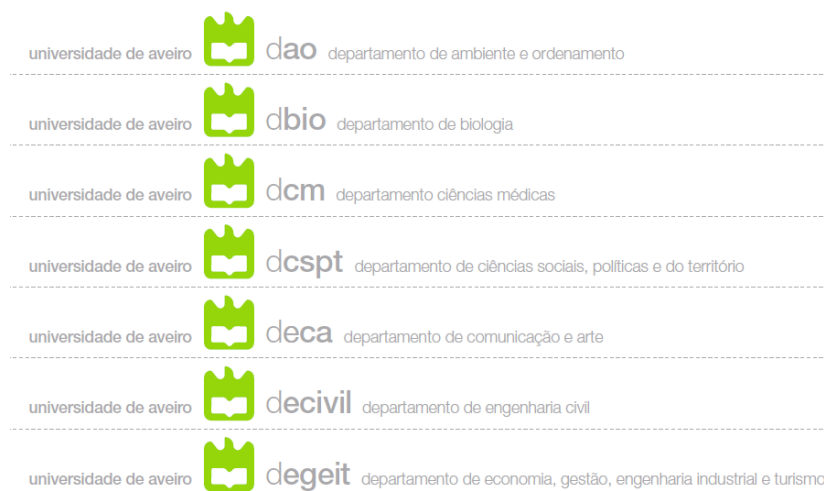 universidade de aveiro dao departamento de ambiente e ordenamento
universidade de aveiro dbio departamento de biologia
universidade de aveiro dcm departamento ciências médicas
universidade de aveiro dcspt departamento de ciências sociais, políticas e do território
universidade de aveiro deca departamento de comunicação e arte
universidade de aveiro decivil departamento de engenharia civil
universidade de aveiro degeit departamento de economia, gestão, engenharia industrial e turismo